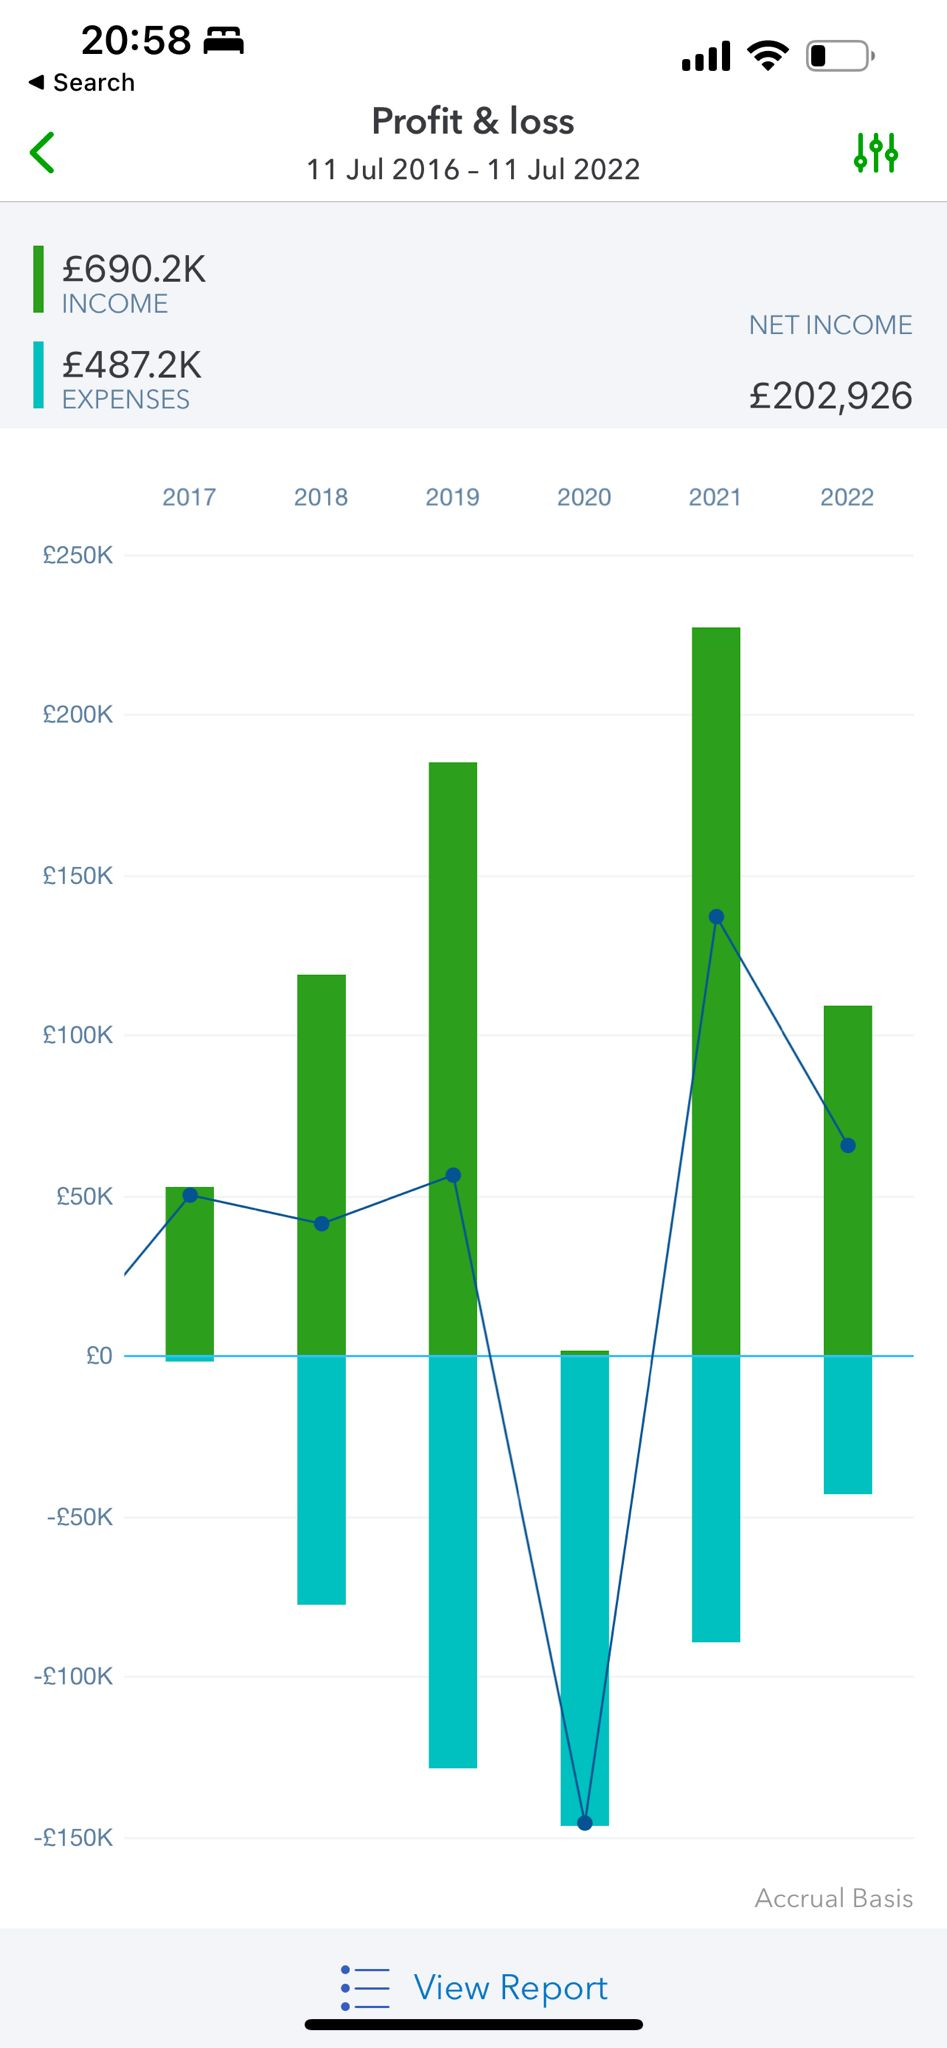 20:58
◀ Search
Profit & loss
11 Jul 2016 – 11 Jul 2022
£690.2K
INCOME
£487.2K
EXPENSES
NET INCOME
£202,926
2017 2018 2019 2020 2021 2022
£250K
£200K
£150K
£100K
£50K
£0
-£50K
-£100K
-£150K
Accrual Basis
View Report